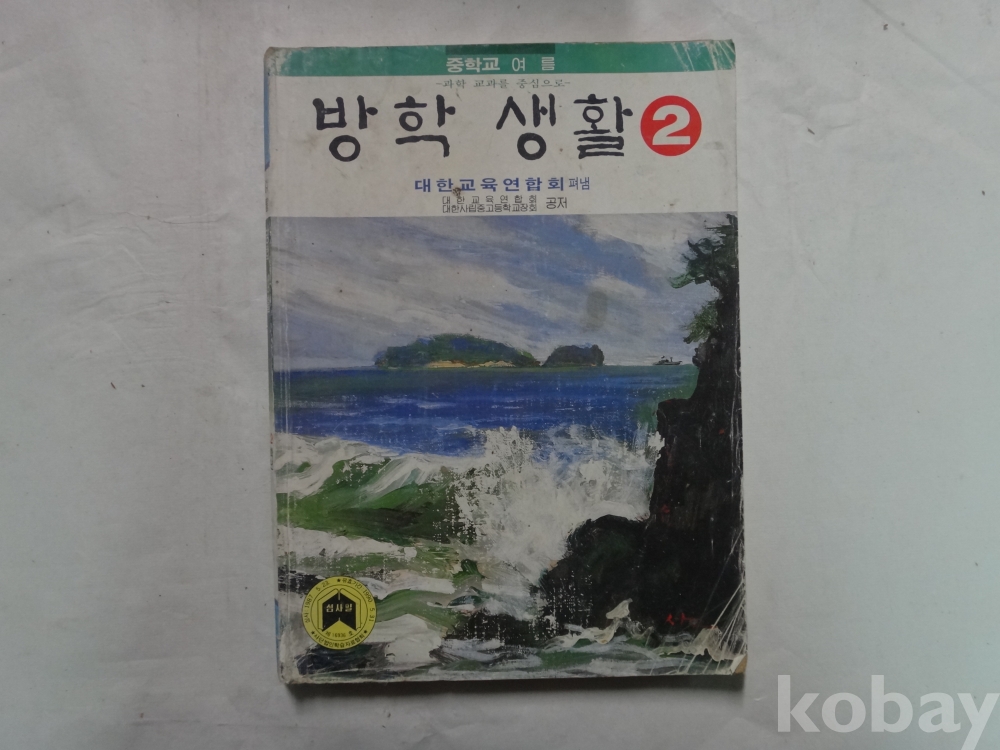 중학교 여름
-과학 교과를 중심으로-
방학 생활 2
대한교육연합회 펴냄
대한교육연합회
대한사립중고등학교장회 공저
심사필
kobay